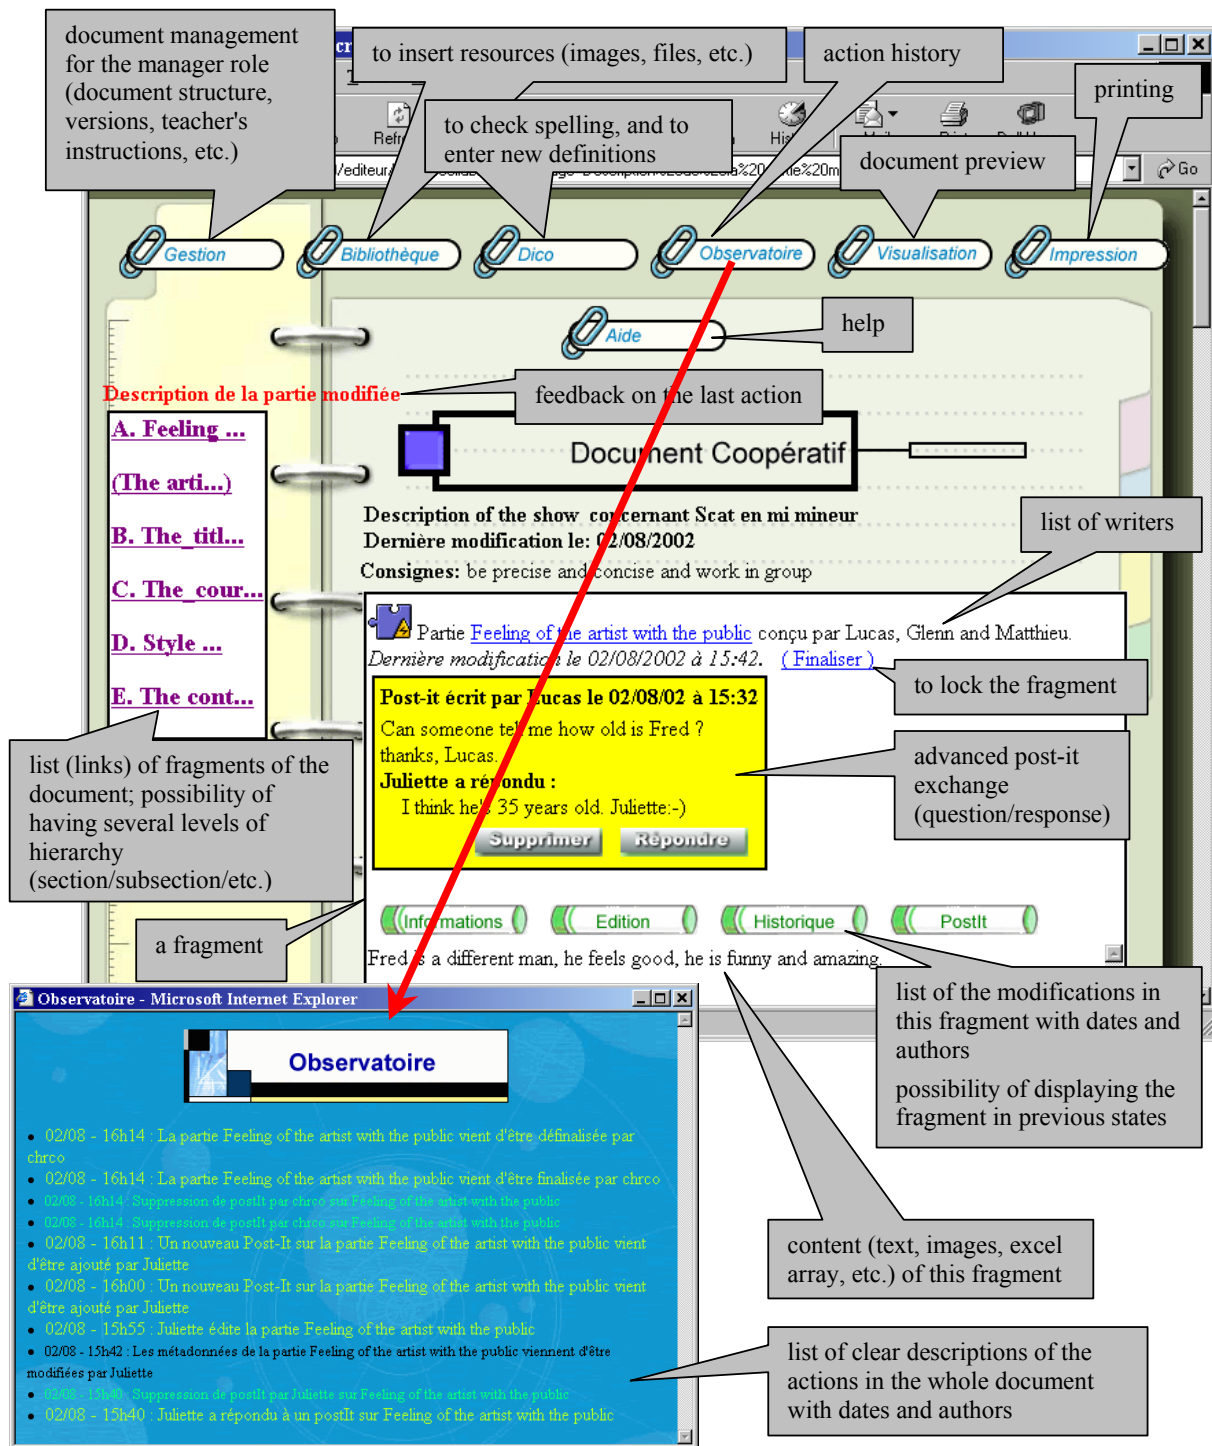 document management
for the manager role
(document structure,
versions, teacher's
instructions, etc.)
to insert resources (images, files, etc.)
action history
printing
to check spelling, and to
enter new definitions
document preview
Go
Gestion
Bibliothèque
Dico
Observatoire
Visualisation
Impression
Aide
help
Description de la partie modifiée
feedback on the last action
A. Feeling ...
(The arti...)
B. The_titl...
C. The_cour...
D. Style ...
E. The cont...
Document Coopératif
Description of the show concernant Scat en mi mineur
Dernière modification le: 02/08/2002
Consignes: be precise and concise and work in group
list of writers
Partie Feeling of the artist with the public conçu par Lucas, Glenn and Matthieu.
Dernière modification le 02/08/2002 à 15:42. ( Finaliser )
to lock the fragment
Post-it écrit par Lucas le 02/08/02 à 15:32
Can someone tell me how old is Fred ?
thanks, Lucas.
Juliette a répondu :
I think he's 35 years old. Juliette:-)
Supprimer Répondre
advanced post-it
exchange
(question/response)
list (links) of fragments of the
document; possibility of
having several levels of
hierarchy
(section/subsection/etc.)
a fragment
Informations
Edition
Historique
PostIt
Fred is a different man, he feels good, he is funny and amazing.
list of the modifications in
this fragment with dates and
authors
possibility of displaying the
fragment in previous states
Observatoire - Microsoft Internet Explorer
Observatoire
02/08 - 16h14 : La partie Feeling of the artist with the public vient d'être définalisée par
chrco
02/08 - 16h14 : La partie Feeling of the artist with the public vient d'être finalisée par chrco
02/08 - 16h14 : Suppression de postIt par chrco sur Feeling of the artist with the public
02/08 - 16h14 : Suppression de postIt par chrco sur Feeling of the artist with the public
02/08 - 16h11 : Un nouveau Post-It sur la partie Feeling of the artist with the public vient
d'être ajouté par Juliette
02/08 - 16h00 : Un nouveau Post-It sur la partie Feeling of the artist with the public vient
d'être ajouté par Juliette
02/08 - 15h55 : Juliette édite la partie Feeling of the artist with the public
02/08 - 15h42 : Les métadonnées de la partie Feeling of the artist with the public viennent d'être
modifiées par Juliette
02/08 - 15h40 : Suppression de postIt par Juliette sur Feeling of the artist with the public
02/08 - 15h40 : Juliette a répondu à un postIt sur Feeling of the artist with the public
content (text, images, excel
array, etc.) of this fragment
list of clear descriptions of the
actions in the whole document
with dates and authors